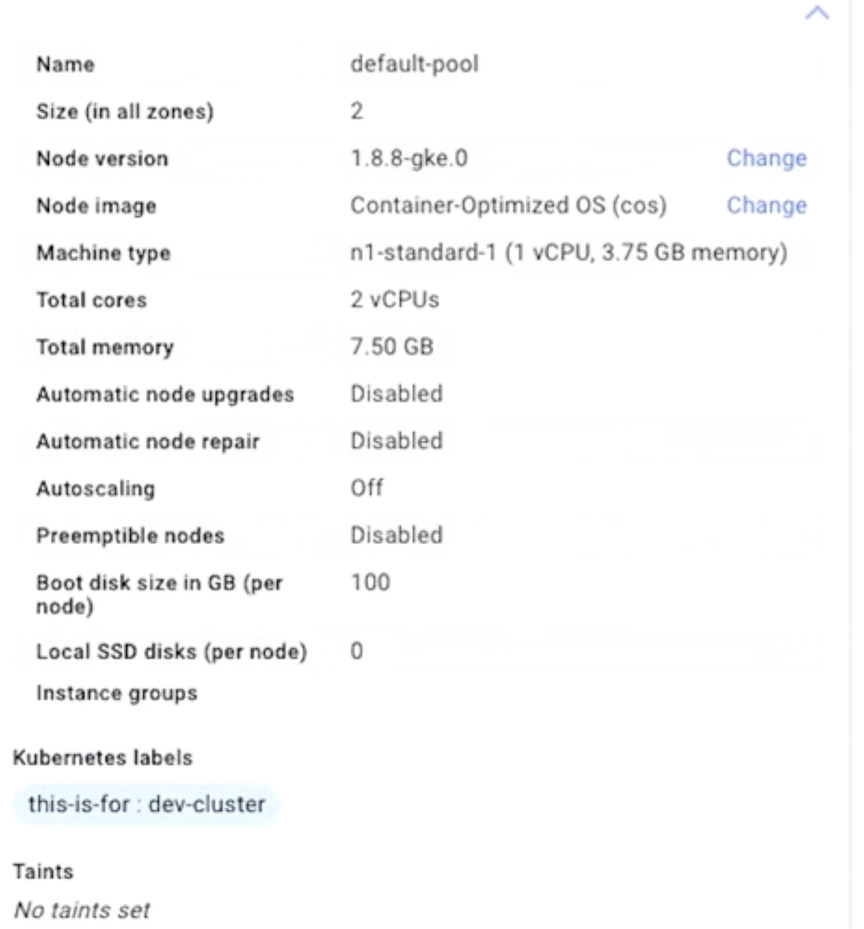 Name default-pool
Size (in all zones) 2
Node version 1.8.8-gke.0 Change
Node image Container-Optimized OS (cos) Change
Machine type n1-standard-1 (1 vCPU, 3.75 GB memory)
Total cores 2 vCPUs
Total memory 7.50 GB
Automatic node upgrades Disabled
Automatic node repair Disabled
Autoscaling Off
Preemptible nodes Disabled
Boot disk size in GB (per 100
node)
Local SSD disks (per node) 0
Instance groups
Kubernetes labels
this-is-for : dev-cluster
Taints
No taints set